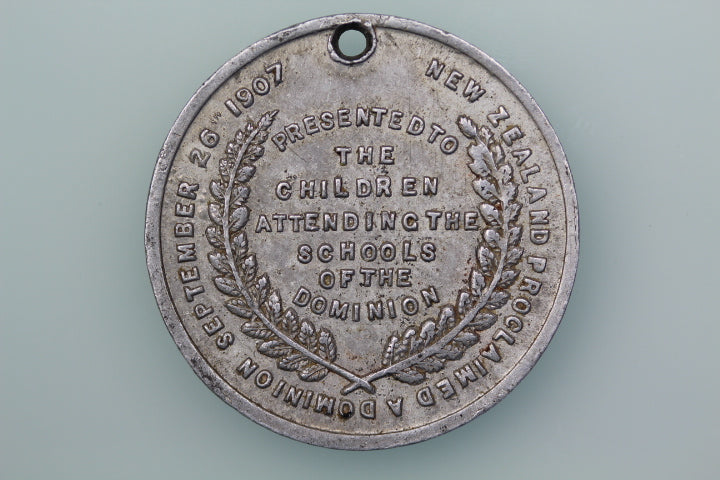 NEW ZEALAND PROCLAIMED A DOMINION SEPTEMBER 26TH 1907
PRESENTED TO
THE
CHILDREN
ATTENDING THE
SCHOOLS
OF THE
DOMINION